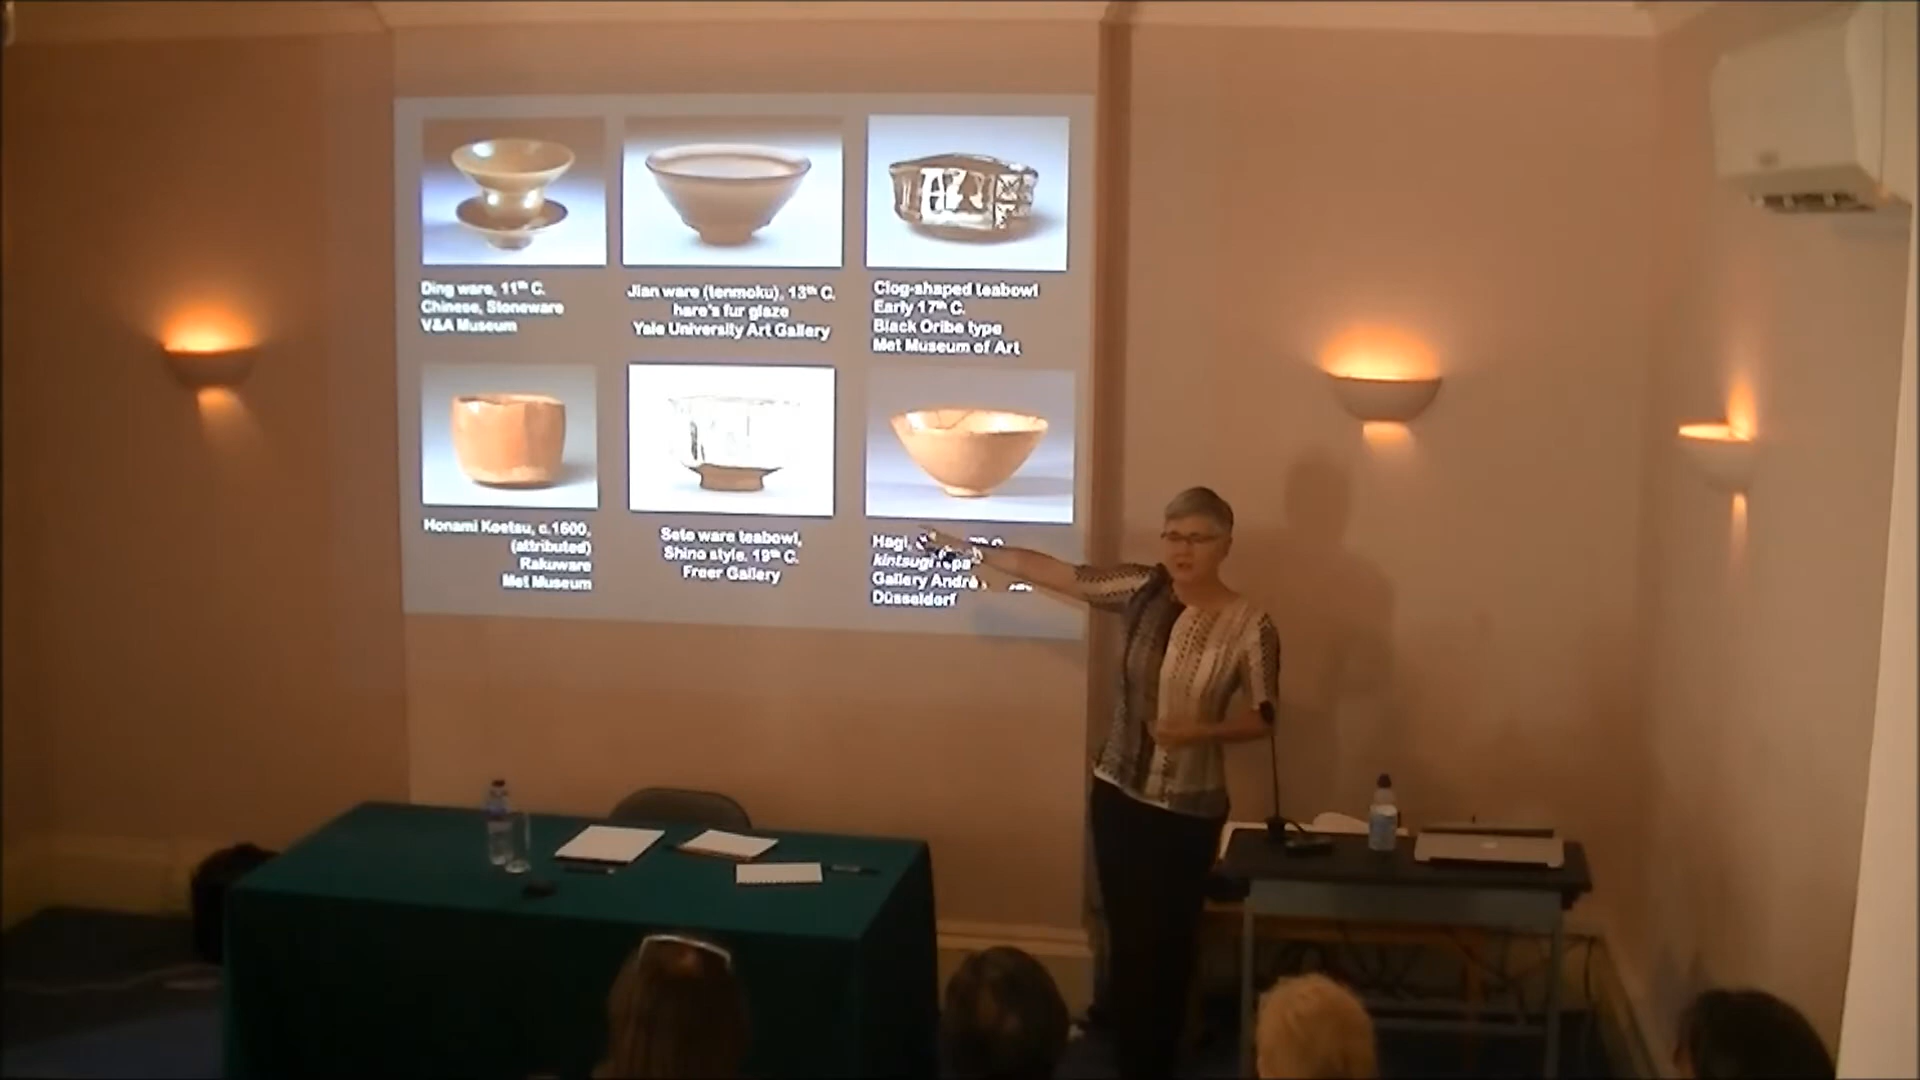 Ding ware, 11th C.
Chinese, Stoneware
V&A Museum
Jian ware (tenmoku), 13th C.
hare's fur glaze
Yale University Art Gallery
Clog-shaped teabowl
Early 17th C.
Black Oribe type
Met Museum of Art
Honami Koetsu, c.1600,
(attributed)
Rakuware
Met Museum
Seto ware teabowl,
Shino style. 19th C.
Freer Gallery
Hagi,
kintsugi
Gallery André
Düsseldorf